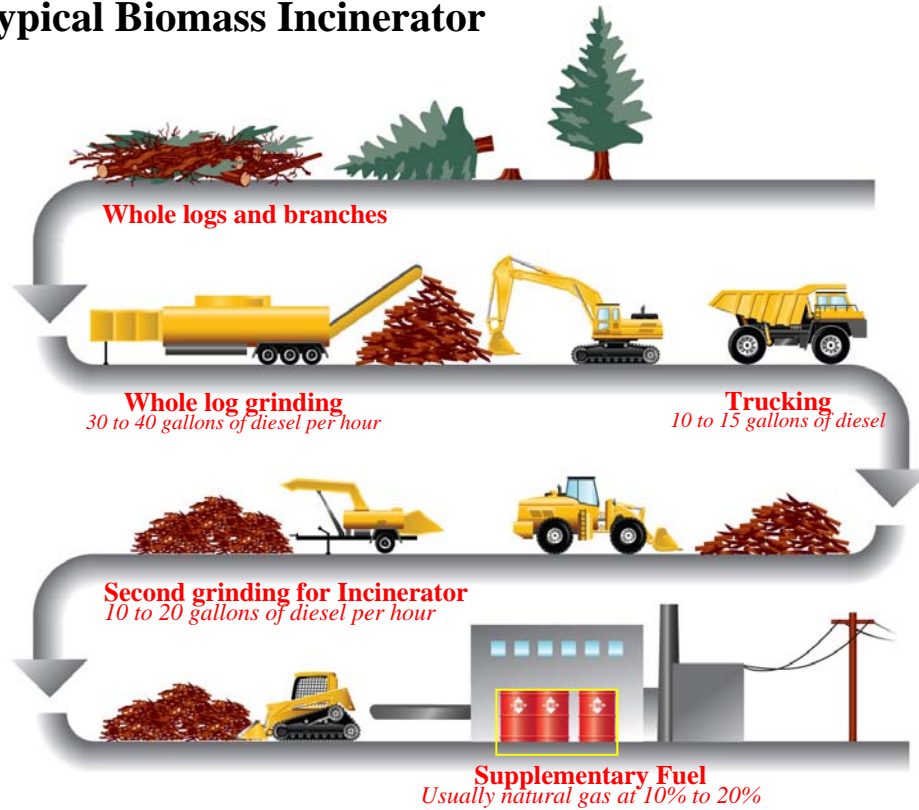 ypical Biomass Incinerator
Whole logs and branches
Whole log grinding
30 to 40 gallons of diesel per hour
Trucking
10 to 15 gallons of diesel
Second grinding for Incinerator
10 to 20 gallons of diesel per hour
Supplementary Fuel
Usually natural gas at 10% to 20%